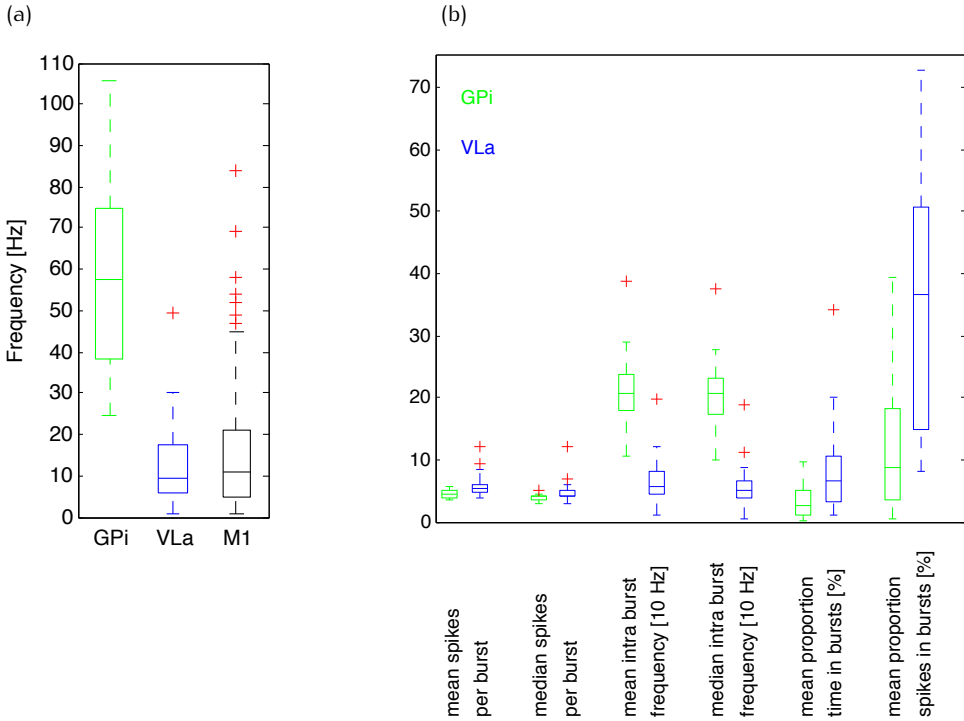 (a)
(b)
110
100
90
80
70
60
50
40
30
20
10
0
Frequency [Hz]
GPi VLa M1
70
60
50
40
30
20
10
0
GPi
VLa
mean spikes
per burst
median spikes
per burst
mean intra burst
frequency [10 Hz]
median intra burst
frequency [10 Hz]
mean proportion
time in bursts [%]
mean proportion
spikes in bursts [%]